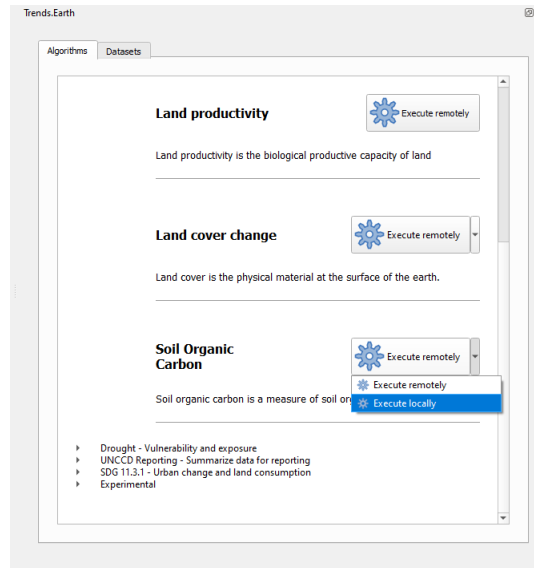 Trends.Earth
Algorithms Datasets
Land productivity
Execute remotely
Land productivity is the biological productive capacity of land
Land cover change
Execute remotely
Land cover is the physical material at the surface of the earth.
Soil Organic
Carbon
Execute remotely
Execute remotely
Execute locally
Soil organic carbon is a measure of soil
Drought - Vulnerability and exposure
UNCCD Reporting - Summarize data for reporting
SDG 11.3.1 - Urban change and land consumption
Experimental